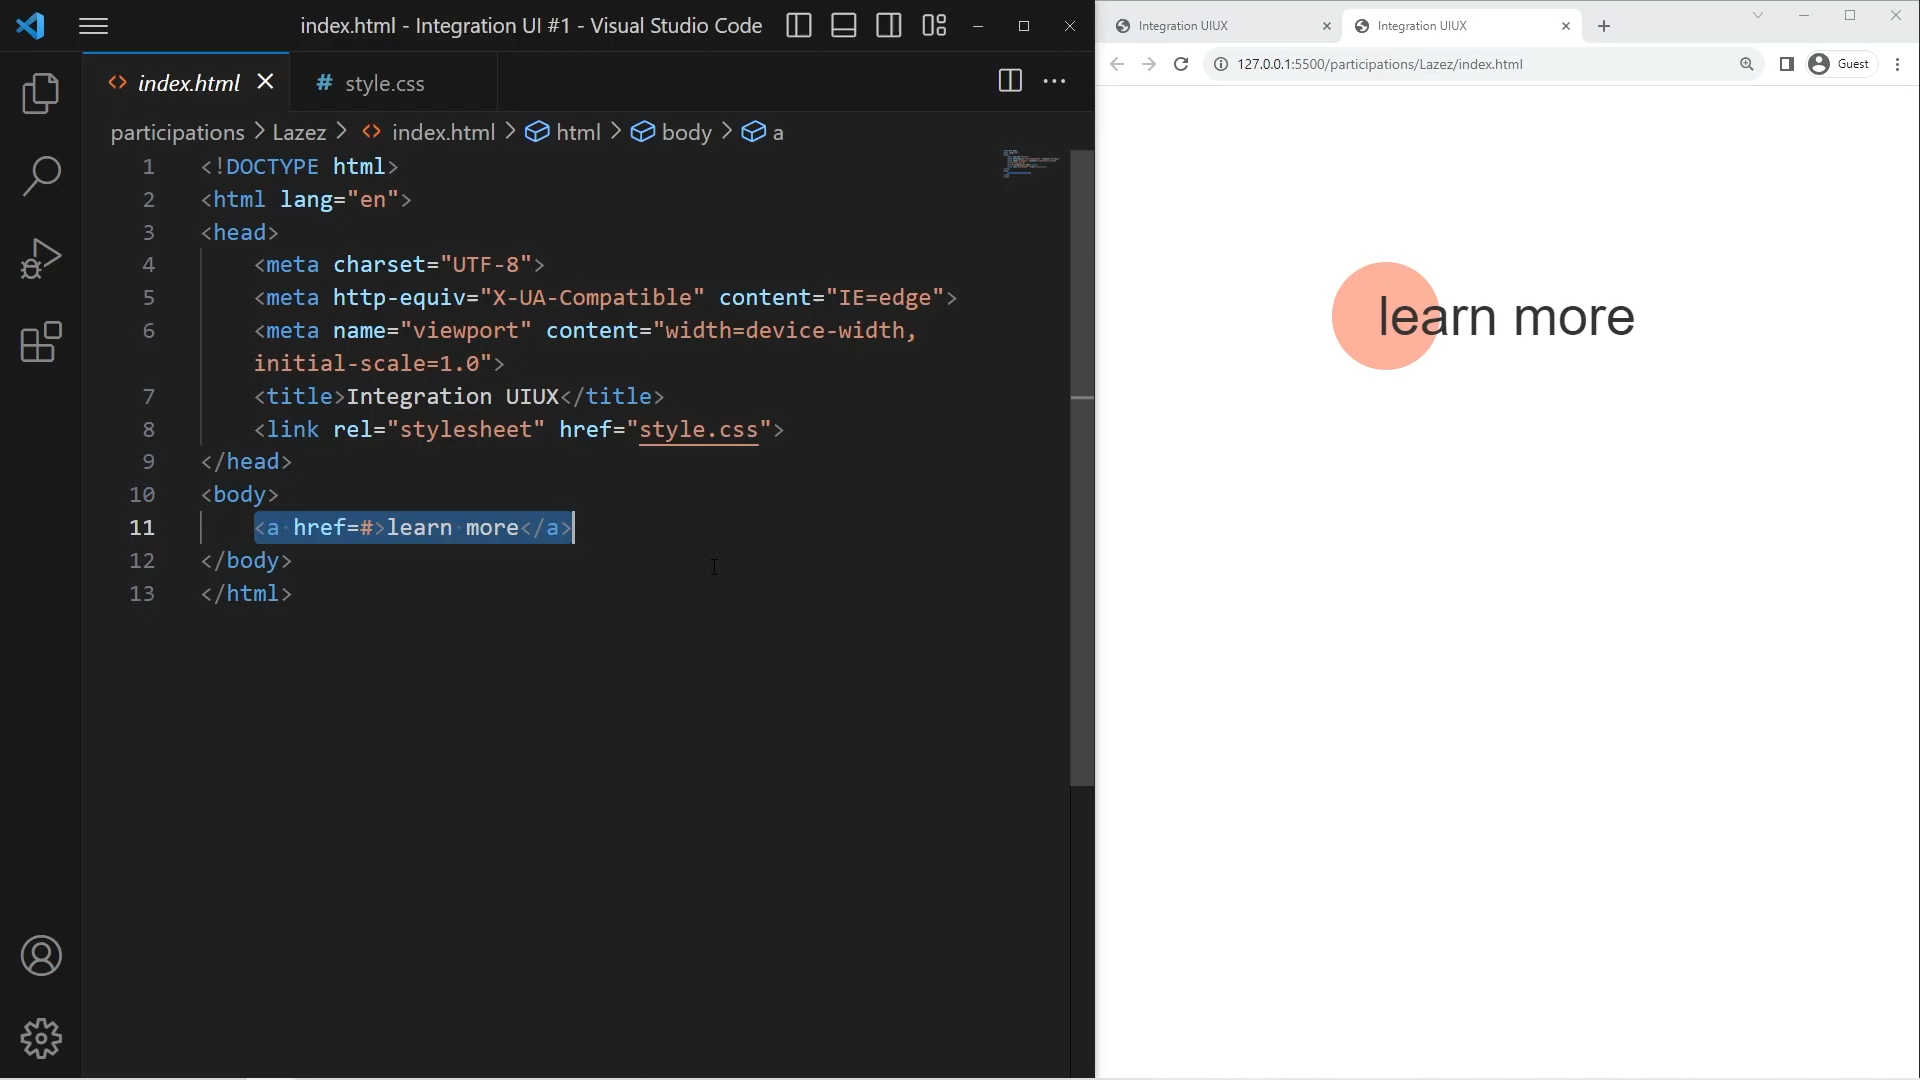 index.html - Integration UI #1 - Visual Studio Code
index.html
# style.css
participations > Lazez > index.html > html > body > a
1 <!DOCTYPE html>
2 <html lang="en">
3 <head>
4 <meta charset="UTF-8">
5 <meta http-equiv="X-UA-Compatible" content="IE=edge">
6 <meta name="viewport" content="width=device-width,
initial-scale=1.0">
7 <title>Integration UIUX</title>
8 <link rel="stylesheet" href="style.css">
9 </head>
10 <body>
11 <a href=#>learn more</a>
12 </body>
13 </html>
Integration UIUX
Integration UIUX
127.0.0.1:5500/participations/Lazez/index.html
Guest
learn more